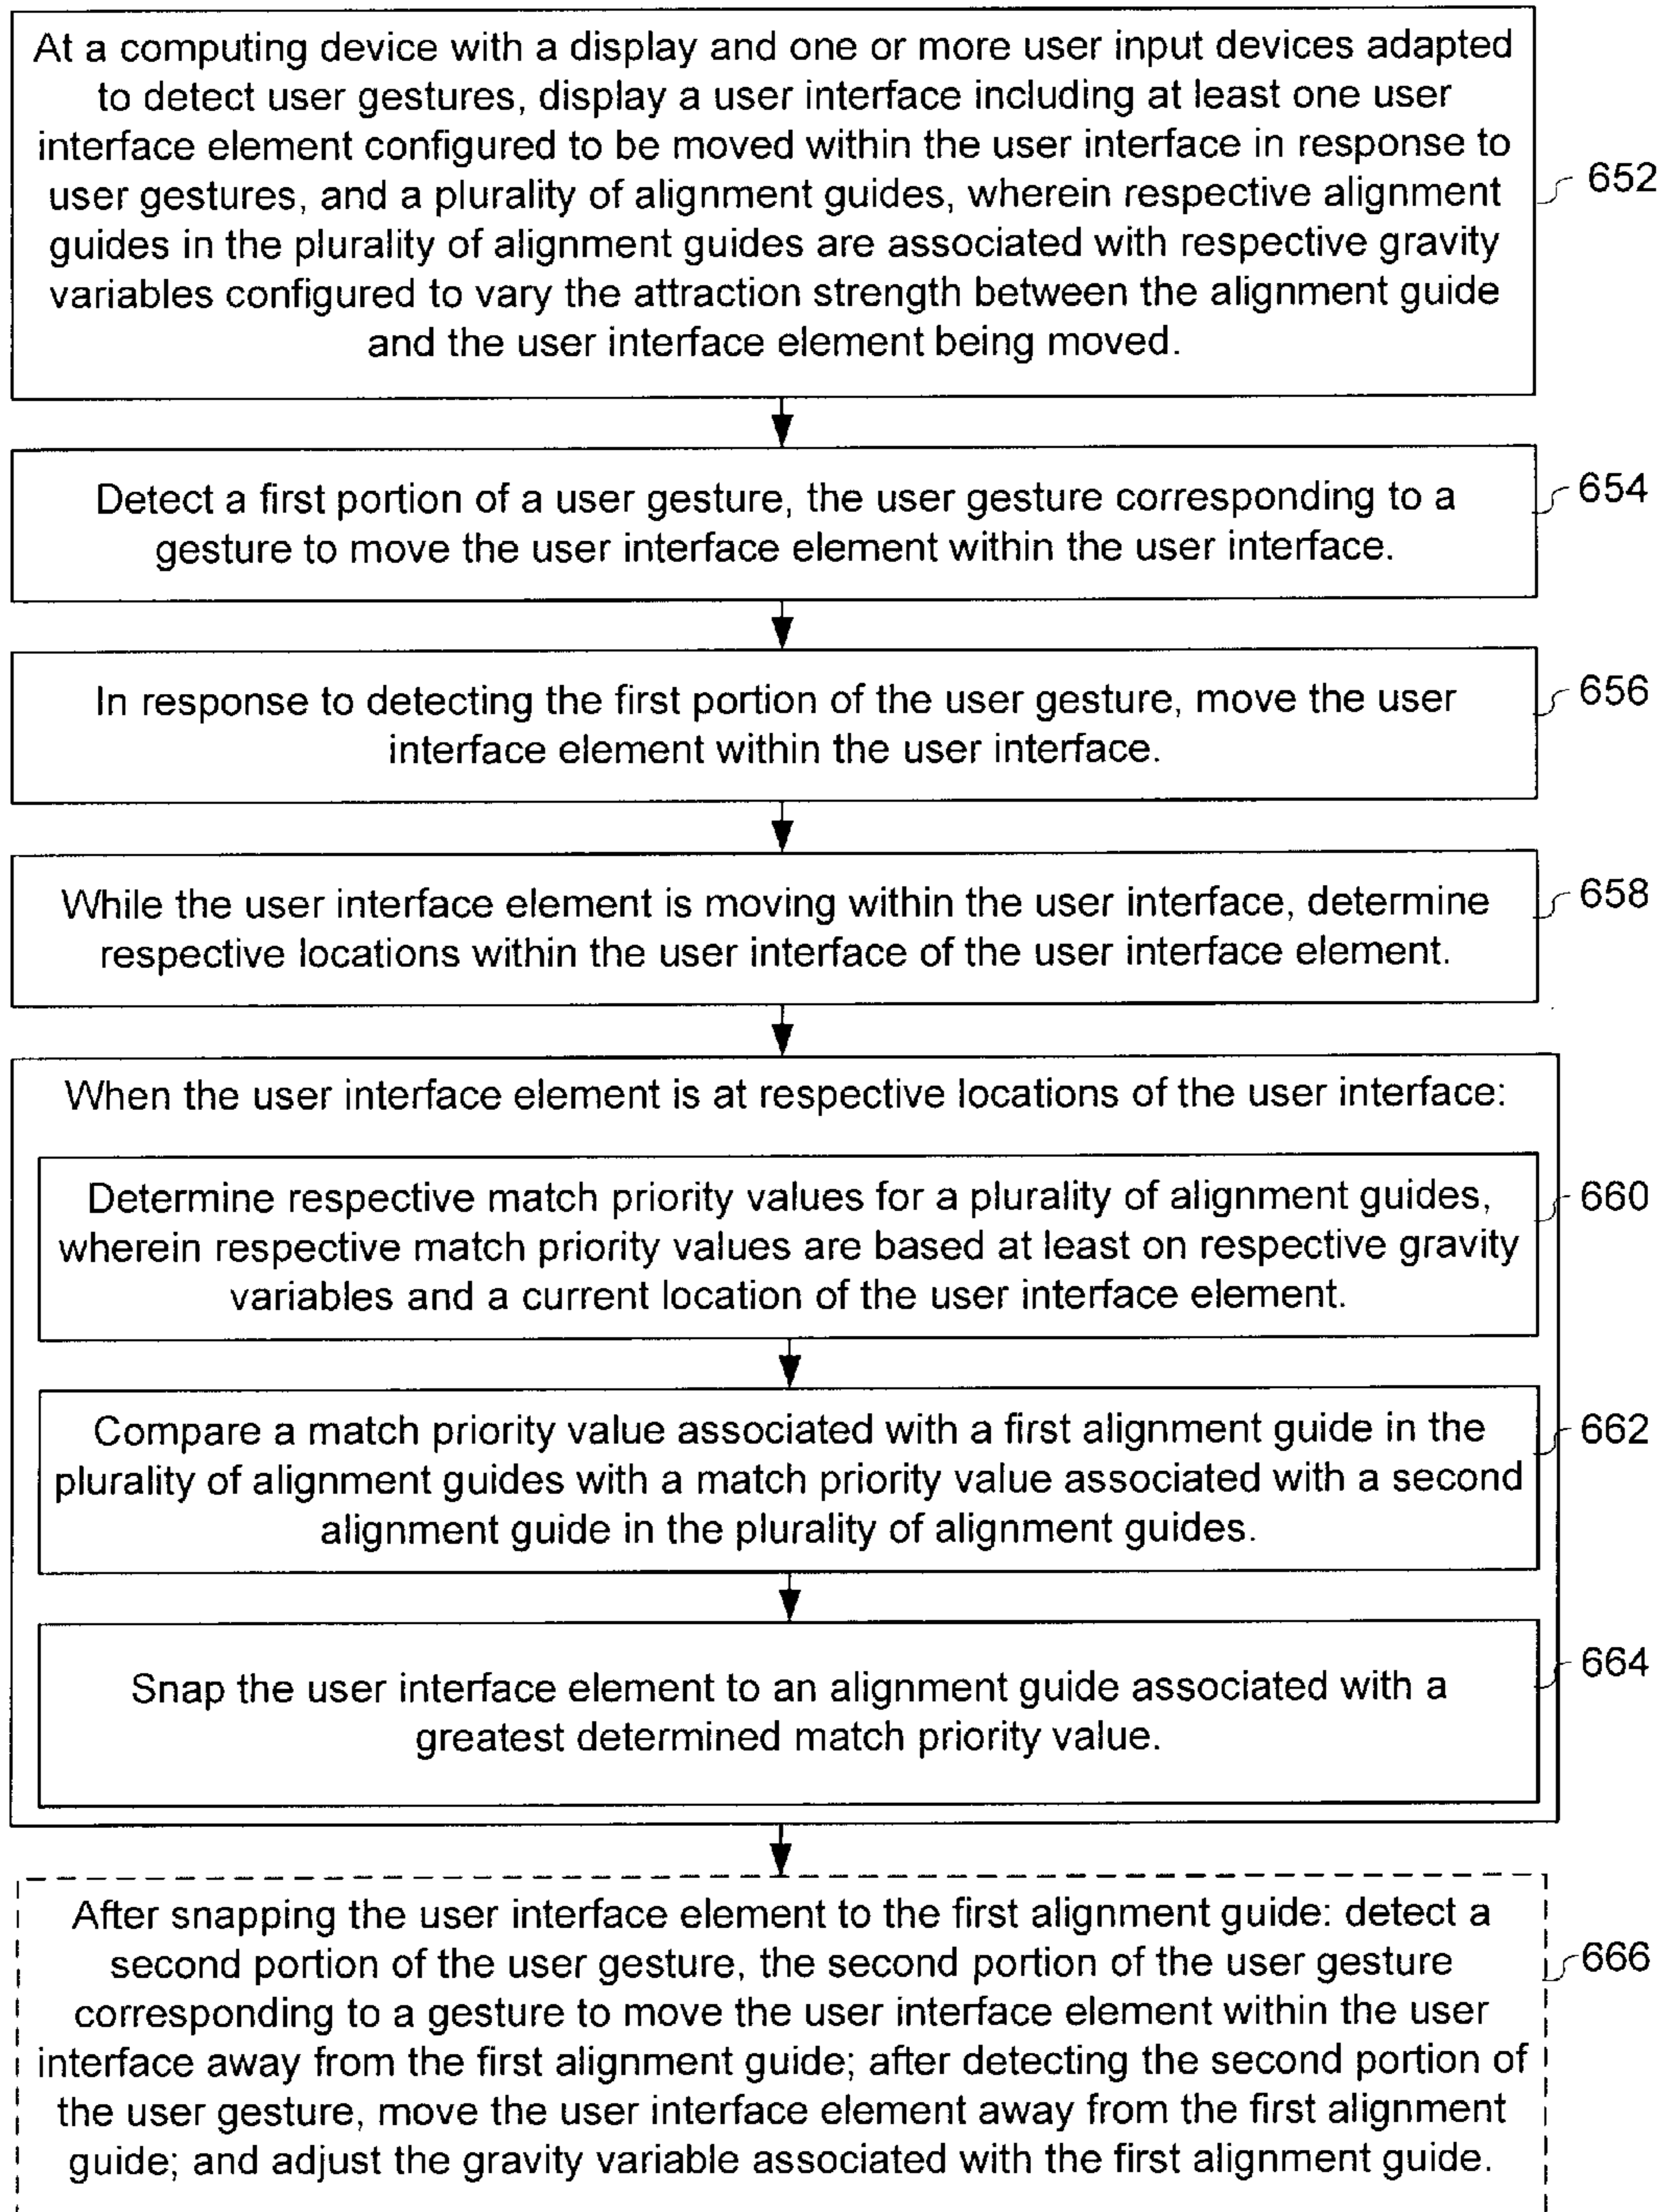 At a computing device with a display and one or more user input devices adapted
to detect user gestures, display a user interface including at least one user
interface element configured to be moved within the user interface in response to
user gestures, and a plurality of alignment guides, wherein respective alignment
guides in the plurality of alignment guides are associated with respective gravity
variables configured to vary the attraction strength between the alignment guide
and the user interface element being moved.
652
Detect a first portion of a user gesture, the user gesture corresponding to a
gesture to move the user interface element within the user interface.
654
In response to detecting the first portion of the user gesture, move the user
interface element within the user interface.
656
While the user interface element is moving within the user interface, determine
respective locations within the user interface of the user interface element.
658
When the user interface element is at respective locations of the user interface:
Determine respective match priority values for a plurality of alignment guides,
wherein respective match priority values are based at least on respective gravity
variables and a current location of the user interface element.
660
Compare a match priority value associated with a first alignment guide in the
plurality of alignment guides with a match priority value associated with a second
alignment guide in the plurality of alignment guides.
662
Snap the user interface element to an alignment guide associated with a
greatest determined match priority value.
664
After snapping the user interface element to the first alignment guide: detect a
second portion of the user gesture, the second portion of the user gesture
corresponding to a gesture to move the user interface element within the user
interface away from the first alignment guide; after detecting the second portion of
the user gesture, move the user interface element away from the first alignment
guide; and adjust the gravity variable associated with the first alignment guide.
666